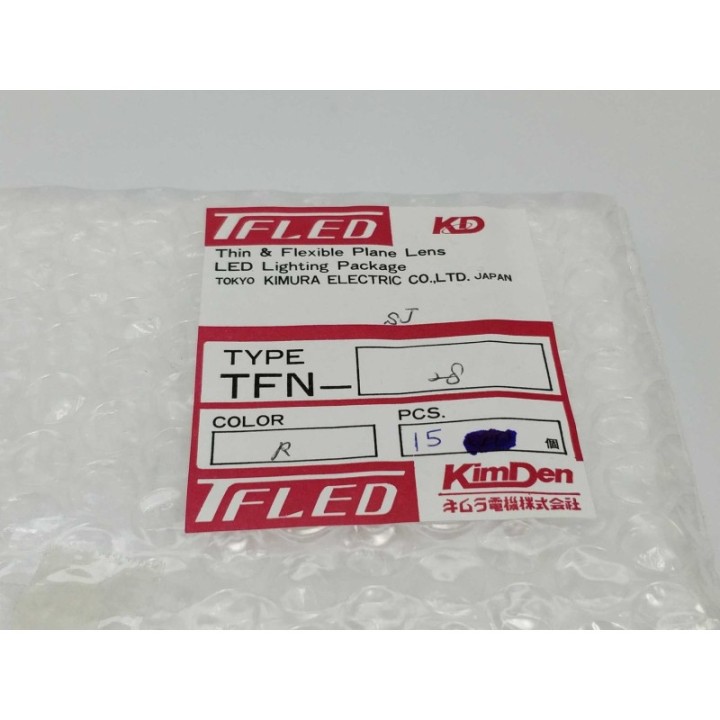 TFLED KD
Thin & Flexible Plane Lens
LED Lighting Package
TOKYO KIMURA ELECTRIC CO.,LTD. JAPAN
SJ
TYPE
TFN- 28
COLOR R
PCS. 15 個
TFLED
KimDen
キムラ電機株式会社